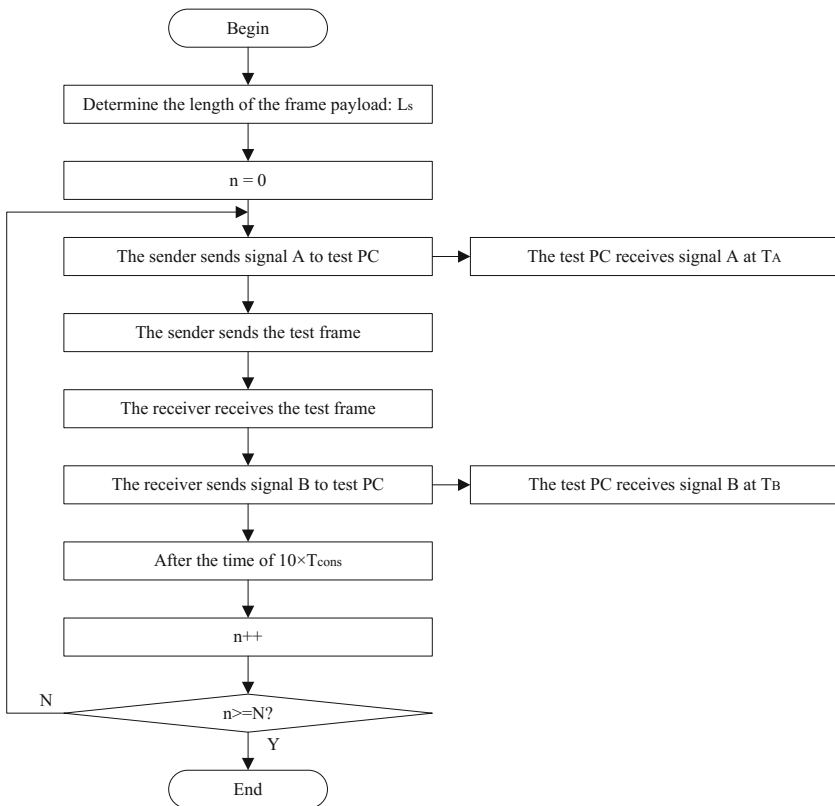 Begin
Determine the length of the frame payload: Ls
n = 0
The sender sends signal A to test PC
The test PC receives signal A at TA
The sender sends the test frame
The receiver receives the test frame
The receiver sends signal B to test PC
The test PC receives signal B at TB
After the time of 10×Tcons
n++
N
n>=N?
Y
End